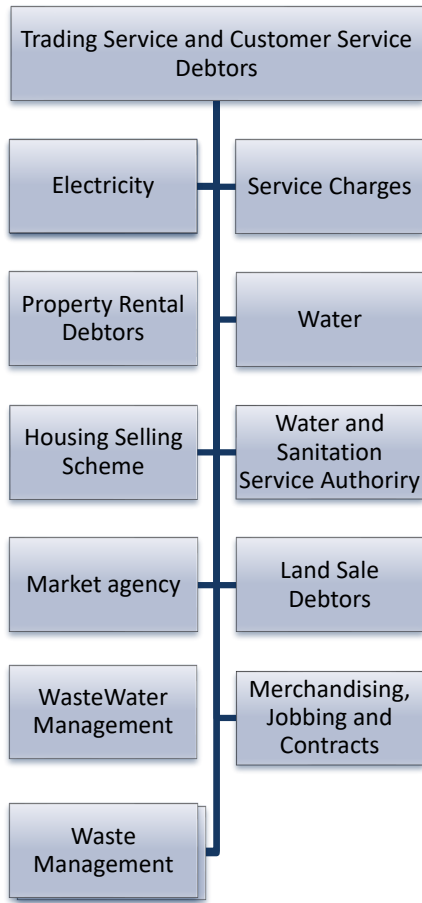 Trading Service and Customer Service
Debtors
Electricity
Service Charges
Property Rental
Debtors
Water
Housing Selling
Scheme
Water and
Sanitation
Service Authoriry
Market agency
Land Sale
Debtors
WasteWater
Management
Merchandising,
Jobbing and
Contracts
Waste
Management